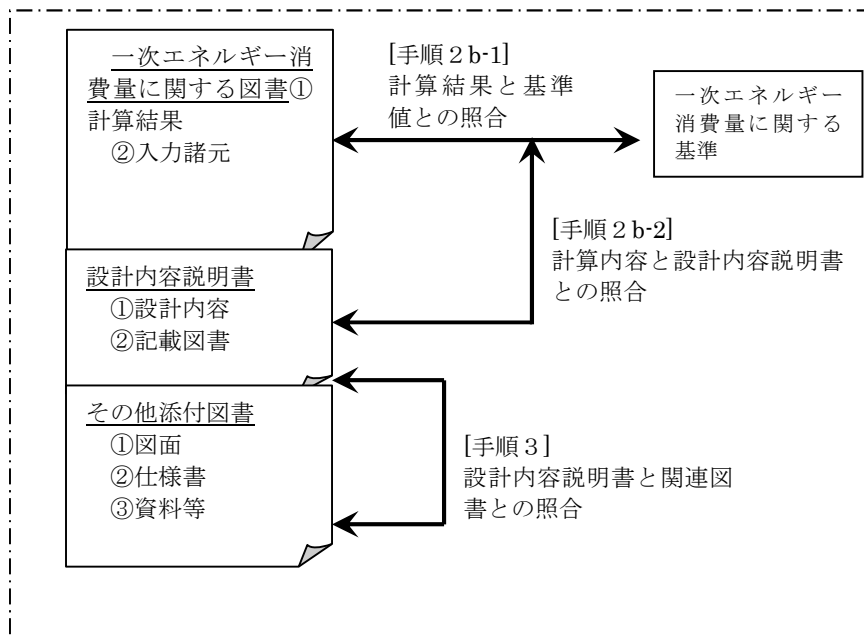 一次エネルギー消
費量に関する図書①
計算結果
②入力諸元
[手順２b-1]
計算結果と基準
値との照合
一次エネルギー
消費量に関する
基準
[手順２b-2]
計算内容と設計内容説明書
との照合
設計内容説明書
①設計内容
②記載図書
その他添付図書
①図面
②仕様書
③資料等
[手順３]
設計内容説明書と関連図
書との照合